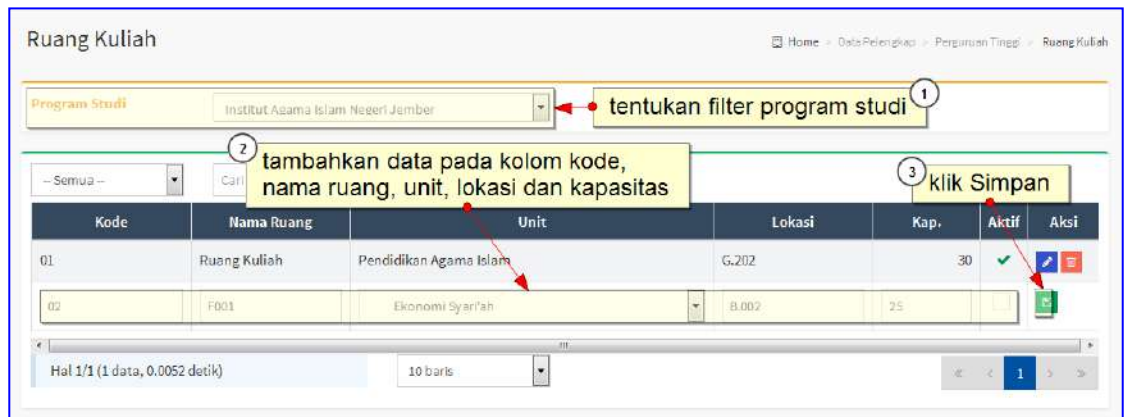 Ruang Kuliah
Home > Data Pelengkap > Perguruan Tinggi > Ruang Kuliah
Program Studi
Institut Agama Islam Negeri Jember
1
tentukan filter program studi
2
tambahkan data pada kolom kode,
nama ruang, unit, lokasi dan kapasitas
3
klik Simpan
-- Semua --
Cari
Kode Nama Ruang Unit Lokasi Kap. Aktif Aksi
01 Ruang Kuliah Pendidikan Agama Islam G.202 30
02 F001 Ekonomi Syari'ah B.002 25
Hal 1/1 (1 data, 0.0052 detik)
10 baris
« < 1 > »